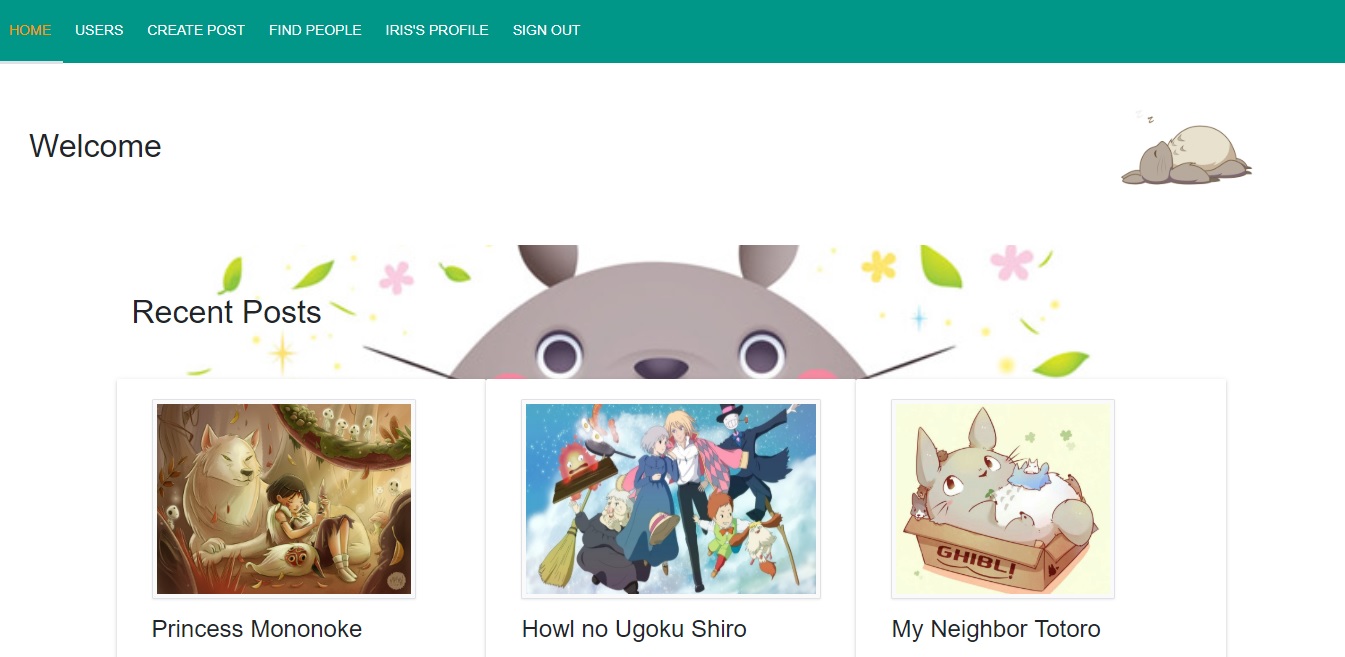 HOME USERS CREATE POST FIND PEOPLE IRIS'S PROFILE SIGN OUT
Welcome
Recent Posts
GHIBL!
Princess Mononoke
Howl no Ugoku Shiro
My Neighbor Totoro